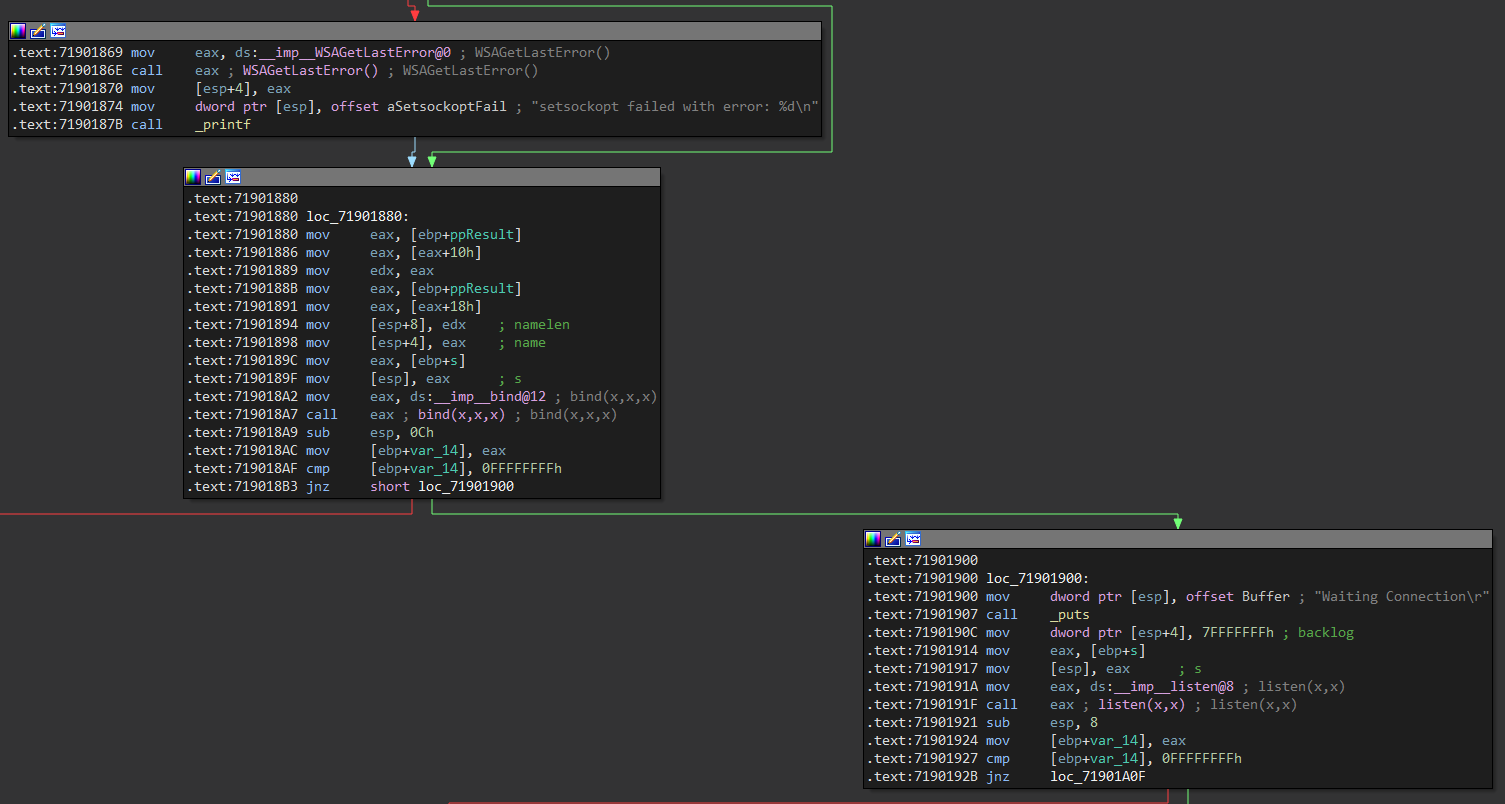 .text:71901869 mov eax, ds:__imp__WSAGetLastError@0 ; WSAGetLastError()
.text:7190186E call eax ; WSAGetLastError() ; WSAGetLastError()
.text:71901870 mov [esp+4], eax
.text:71901874 mov dword ptr [esp], offset aSetsockoptFail ; "setsockopt failed with error: %d\n"
.text:7190187B call _printf
.text:71901880
.text:71901880 loc_71901880:
.text:71901880 mov eax, [ebp+ppResult]
.text:71901886 mov eax, [eax+10h]
.text:71901889 mov edx, eax
.text:7190188B mov eax, [ebp+ppResult]
.text:71901891 mov eax, [eax+18h]
.text:71901894 mov [esp+8], edx ; namelen
.text:71901898 mov [esp+4], eax ; name
.text:7190189C mov eax, [ebp+s]
.text:7190189F mov [esp], eax ; s
.text:719018A2 mov eax, ds:__imp__bind@12 ; bind(x,x,x)
.text:719018A7 call eax ; bind(x,x,x) ; bind(x,x,x)
.text:719018A9 sub esp, 0Ch
.text:719018AC mov [ebp+var_14], eax
.text:719018AF cmp [ebp+var_14], 0FFFFFFFFh
.text:719018B3 jnz short loc_71901900
.text:71901900
.text:71901900 loc_71901900:
.text:71901900 mov dword ptr [esp], offset Buffer ; "Waiting Connection\r"
.text:71901907 call _puts
.text:7190190C mov dword ptr [esp+4], 7FFFFFFFh ; backlog
.text:71901914 mov eax, [ebp+s]
.text:71901917 mov [esp], eax ; s
.text:7190191A mov eax, ds:__imp__listen@8 ; listen(x,x)
.text:7190191F call eax ; listen(x,x) ; listen(x,x)
.text:71901921 sub esp, 8
.text:71901924 mov [ebp+var_14], eax
.text:71901927 cmp [ebp+var_14], 0FFFFFFFFh
.text:7190192B jnz loc_71901A0F